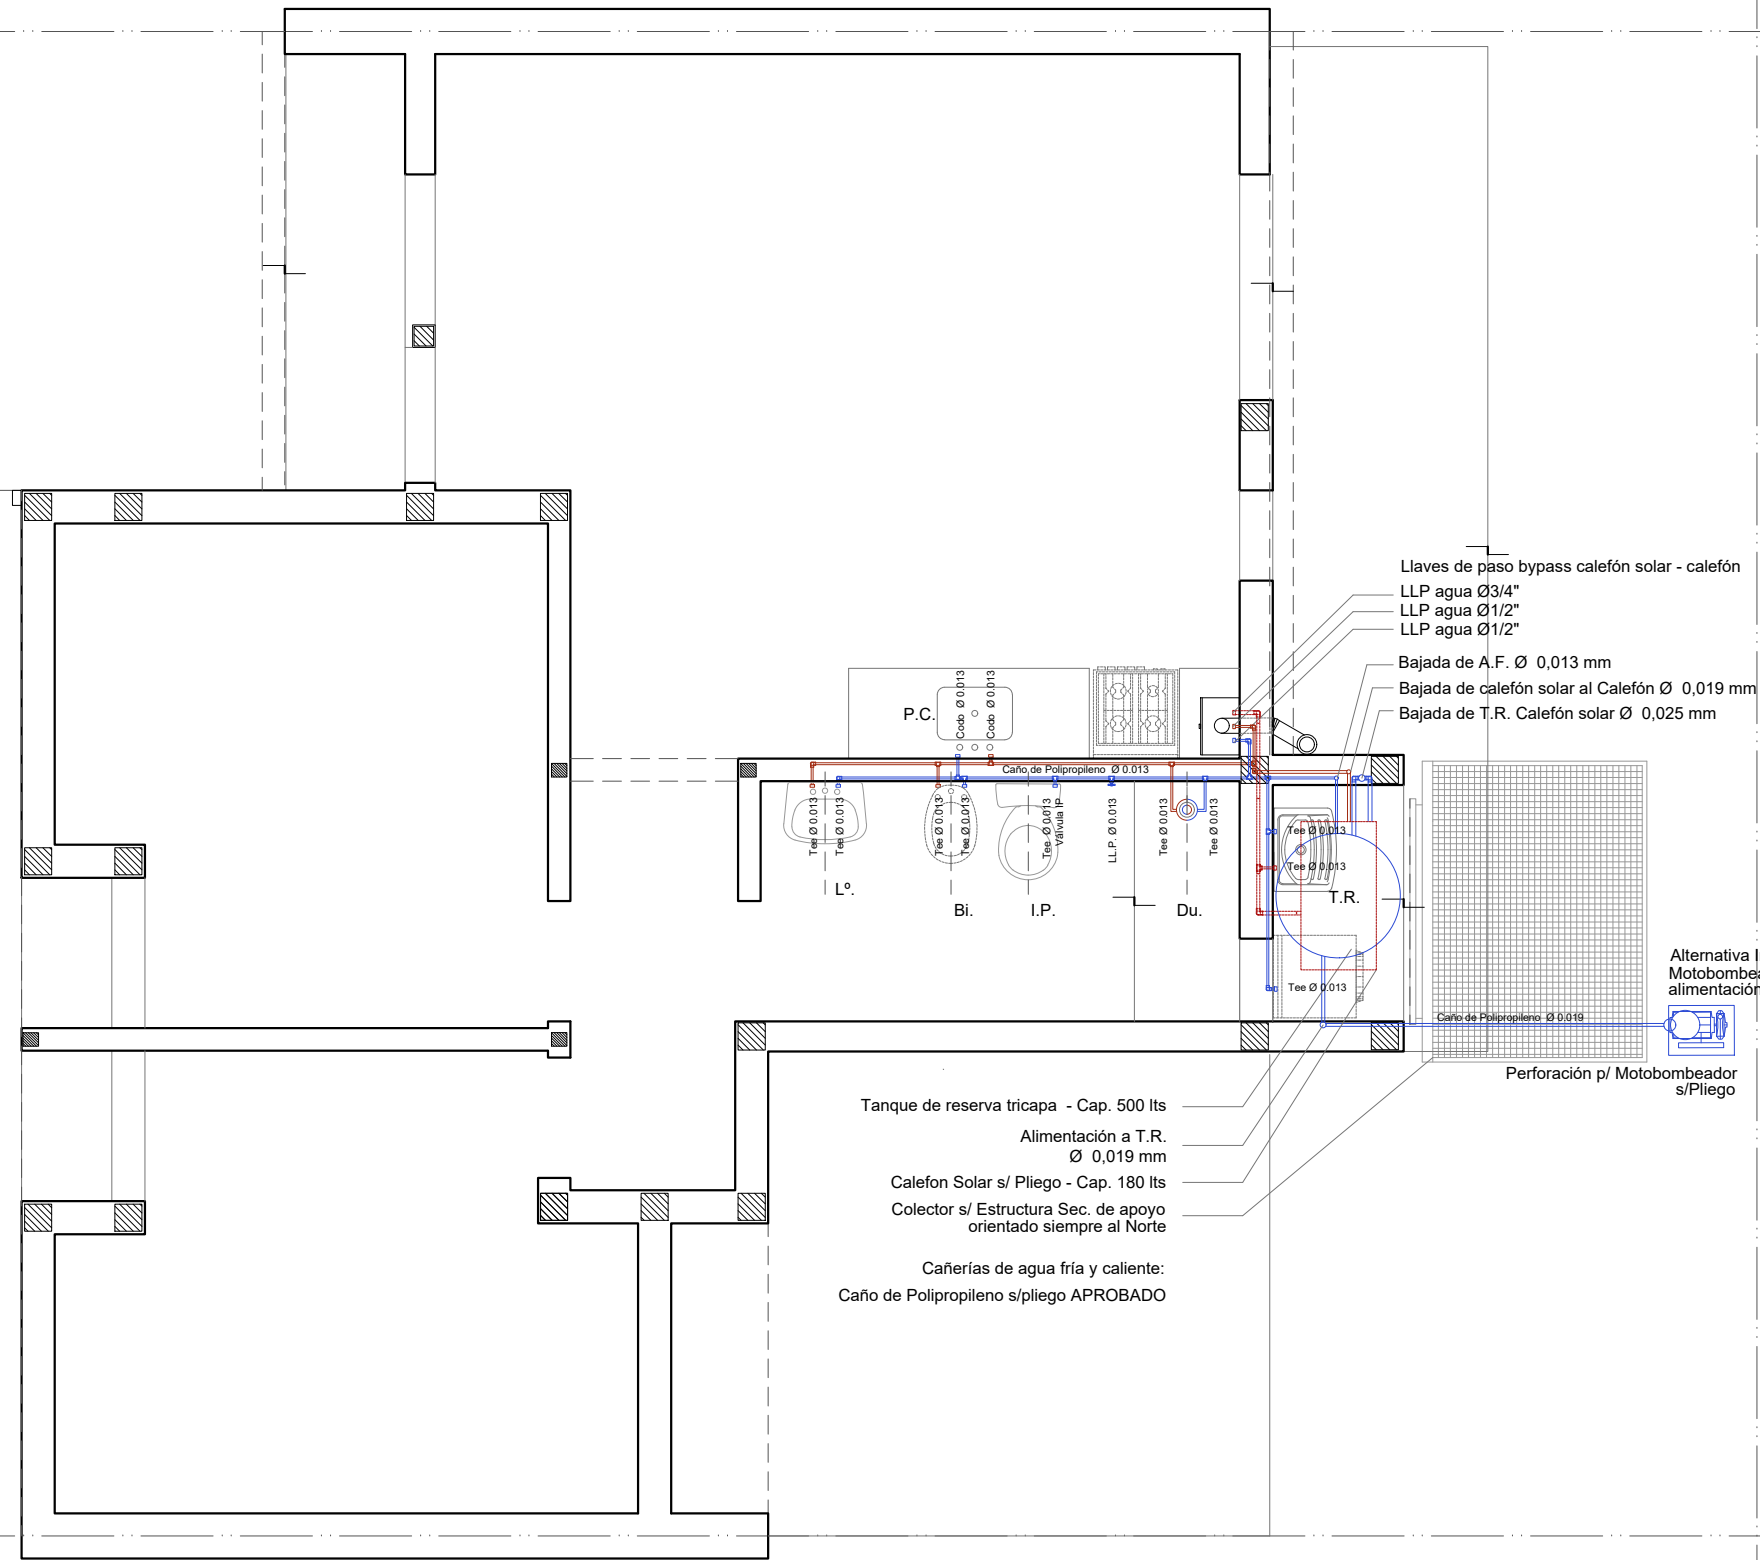 Llaves de paso bypass calefón solar - calefón
LLP agua Ø3/4"
LLP agua Ø1/2"
LLP agua Ø1/2"
Bajada de A.F. Ø 0,013 mm
Bajada de calefón solar al Calefón Ø 0,019 mm
Bajada de T.R. Calefón solar Ø 0,025 mm
P.C.
Codo Ø 0.013
Codo Ø 0.013
Caño de Polipropileno Ø 0.013
Tee Ø 0.013
Tee Ø 0.013
Tee Ø 0.013
Tee Ø 0.013
Tee Ø 0.013
Válvula IP
LL.P. Ø 0.013
Tee Ø 0.013
Tee Ø 0.013
Tee Ø 0.013
Tee Ø 0.013
Lº.
Bi.
I.P.
Du.
T.R.
Tee Ø 0.013
Caño de Polipropileno Ø 0.019
Alternativa I
Motobombea
alimentación
Perforación p/ Motobombeador
s/Pliego
Tanque de reserva tricapa - Cap. 500 lts
Alimentación a T.R.
Ø 0,019 mm
Calefon Solar s/ Pliego - Cap. 180 lts
Colector s/ Estructura Sec. de apoyo
orientado siempre al Norte
Cañerías de agua fría y caliente:
Caño de Polipropileno s/pliego APROBADO